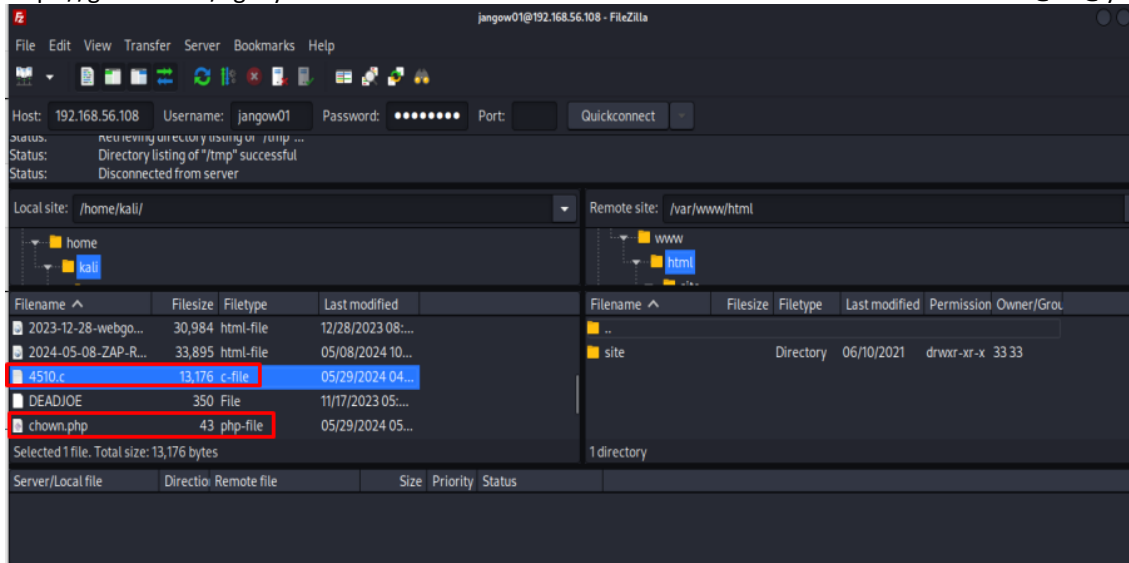 jangow01@192.168.56.108 - FileZilla
File Edit View Transfer Server Bookmarks Help
Host: 192.168.56.108 Username: jangow01 Password: ●●●●●●●● Port: Quickconnect
Status: Retrieving directory listing of "/tmp"...
Status: Directory listing of "/tmp" successful
Status: Disconnected from server
Local site: /home/kali/ Remote site: /var/www/html
home www
kali html
Filename Filesize Filetype Last modified Filename Filesize Filetype Last modified Permission Owner/Grou
2023-12-28-webgo... 30,984 html-file 12/28/2023 08:... ..
2024-05-08-ZAP-R... 33,895 html-file 05/08/2024 10... site Directory 06/10/2021 drwxr-xr-x 33 33
4510.c 13,176 c-file 05/29/2024 04...
DEADJOE 350 File 11/17/2023 05:...
chown.php 43 php-file 05/29/2024 05...
Selected 1 file. Total size: 13,176 bytes 1 directory
Server/Local file Directio Remote file Size Priority Status